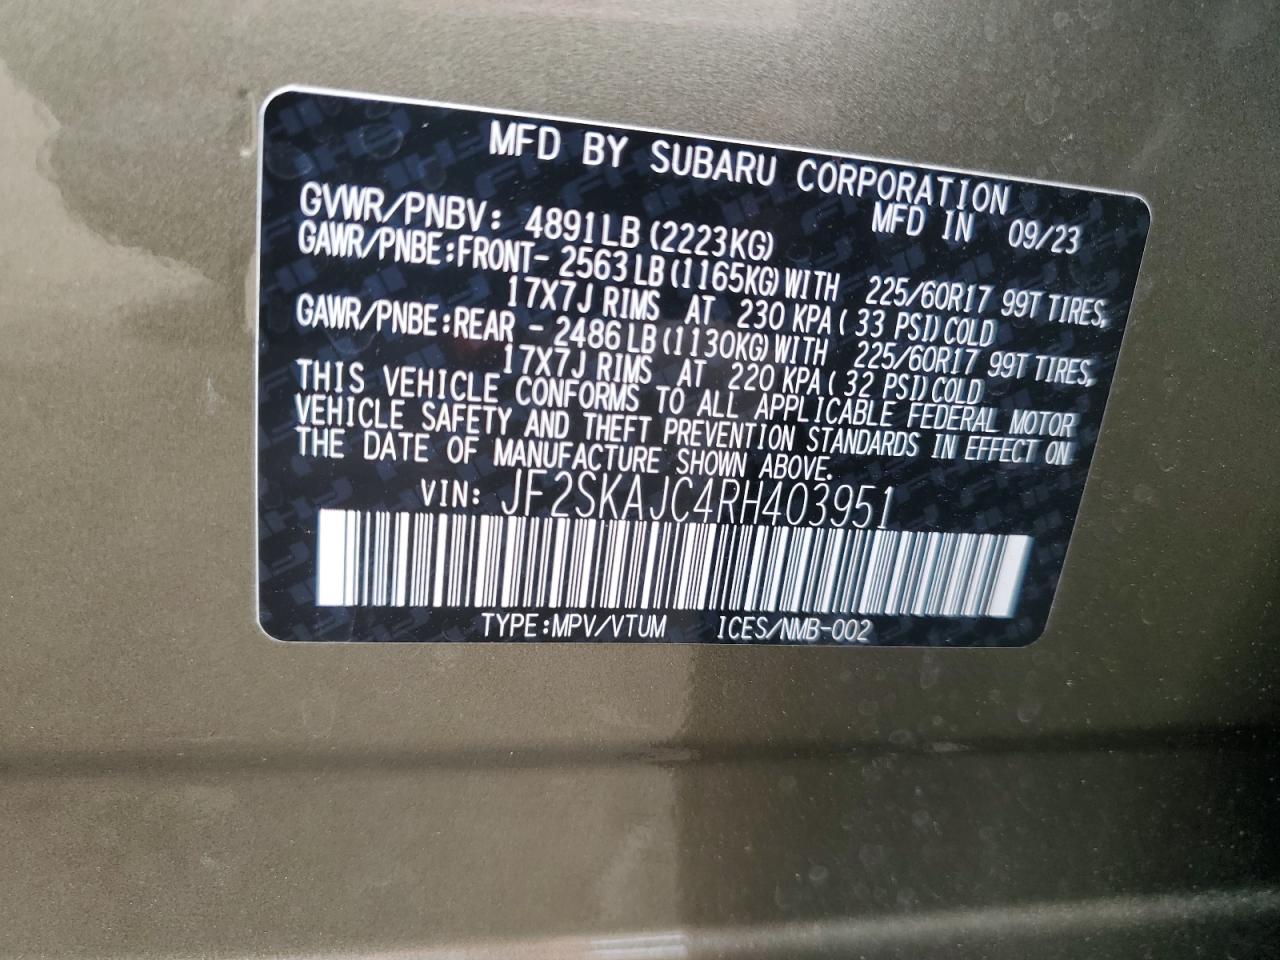 MFD BY SUBARU CORPORATION
GVWR/PNBV: 4891LB(2223KG) MFD IN 09/23
GAWR/PNBE:FRONT- 2563LB(1165KG)WITH 225/60R17 99T TIRES,
17X7J RIMS AT 230 KPA( 33 PSI)COLD
GAWR/PNBE:REAR - 2486LB(1130KG)WITH 225/60R17 99T TIRES,
17X7J RIMS AT 220 KPA( 32 PSI)COLD
THIS VEHICLE CONFORMS TO ALL APPLICABLE FEDERAL MOTOR
VEHICLE SAFETY AND THEFT PREVENTION STANDARDS IN EFFECT ON
THE DATE OF MANUFACTURE SHOWN ABOVE.
VIN: JF2SKAJC4RH403951
TYPE:MPV/VTUM ICES/NMB-002